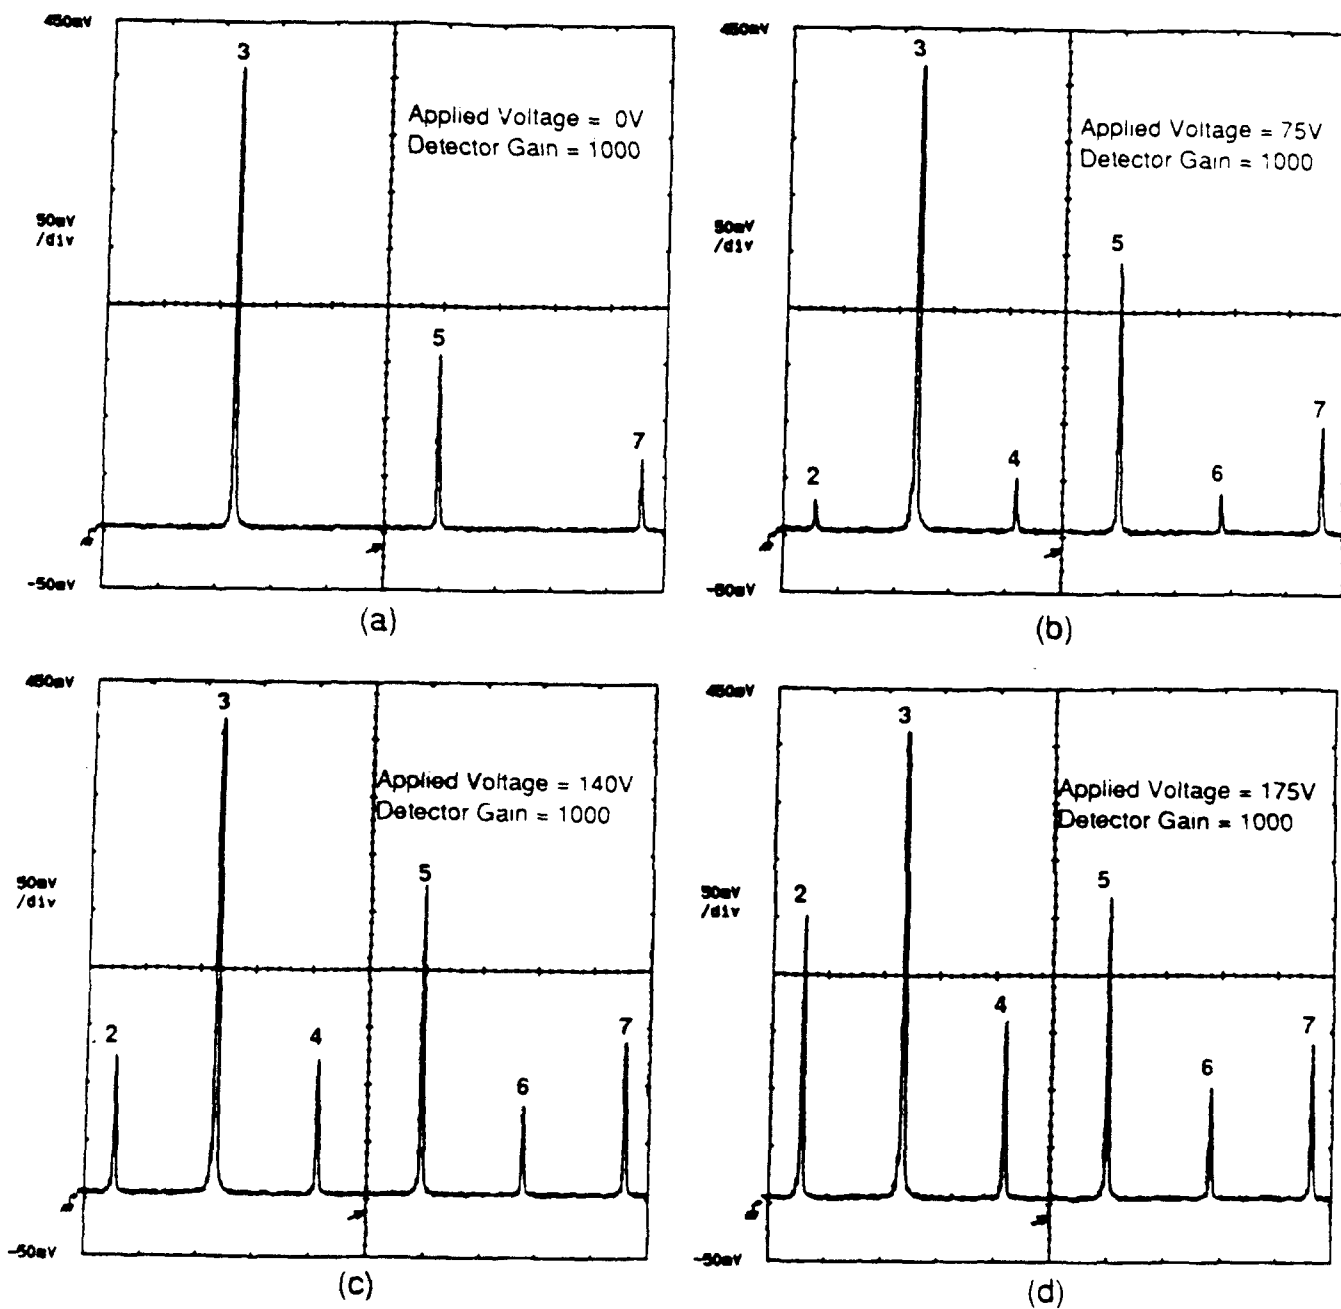 450mV
3
Applied Voltage = 0V
Detector Gain = 1000
50mV
/div
5
7
-50mV
(a)
450mV
3
Applied Voltage = 75V
Detector Gain = 1000
50mV
/div
5
7
2
4
6
-50mV
(b)
450mV
3
Applied Voltage = 140V
Detector Gain = 1000
50mV
/div
5
2
4
6
7
-50mV
(c)
450mV
3
Applied Voltage = 175V
Detector Gain = 1000
50mV
/div
2
5
4
6
7
-50mV
(d)